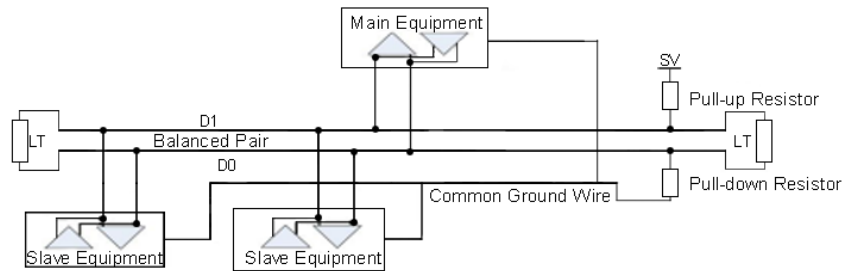 Main Equipment
SV
Pull-up Resistor
D1
LT
Balanced Pair
LT
D0
Pull-down Resistor
Common Ground Wire
Slave Equipment
Slave Equipment